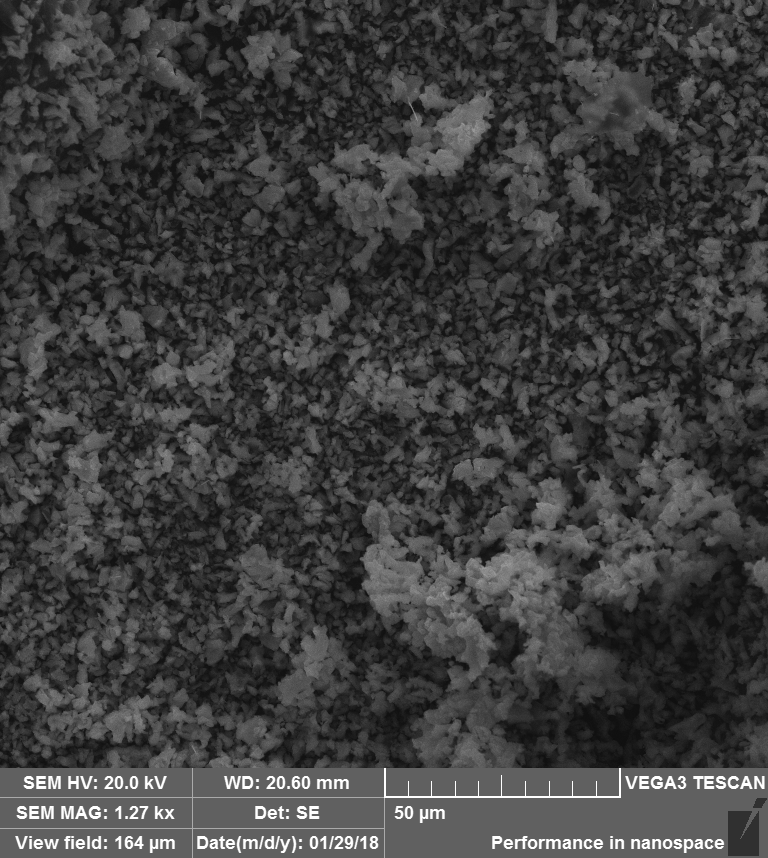 SEM HV: 20.0 kV WD: 20.60 mm VEGA3 TESCAN
SEM MAG: 1.27 kx Det: SE 50 µm
View field: 164 µm Date(m/d/y): 01/29/18 Performance in nanospace